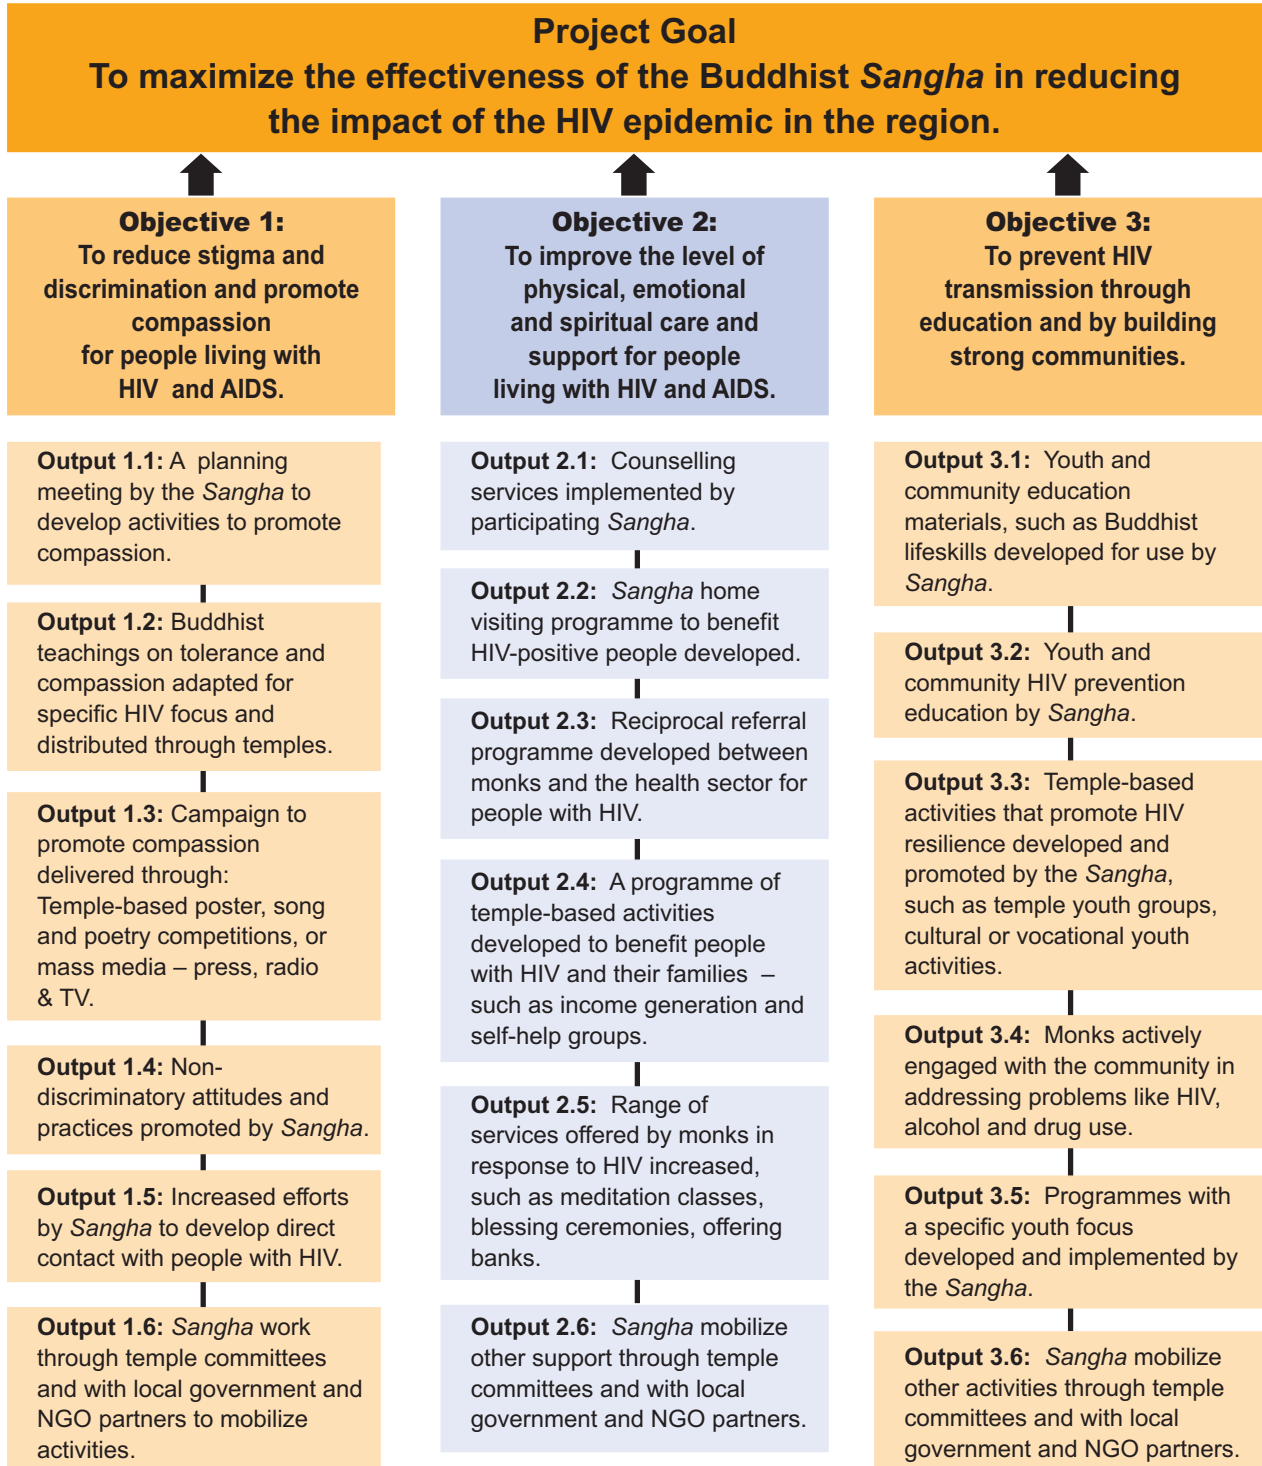 Project Goal
To maximize the effectiveness of the Buddhist Sangha in reducing
the impact of the HIV epidemic in the region.
Objective 1:
To reduce stigma and
discrimination and promote
compassion
for people living with
HIV and AIDS.
Output 1.1: A planning
meeting by the Sangha to
develop activities to promote
compassion.
Output 1.2: Buddhist
teachings on tolerance and
compassion adapted for
specific HIV focus and
distributed through temples.
Output 1.3: Campaign to
promote compassion
delivered through:
Temple-based poster, song
and poetry competitions, or
mass media – press, radio
& TV.
Output 1.4: Non-
discriminatory attitudes and
practices promoted by Sangha.
Output 1.5: Increased efforts
by Sangha to develop direct
contact with people with HIV.
Output 1.6: Sangha work
through temple committees
and with local government and
NGO partners to mobilize
activities.
Objective 2:
To improve the level of
physical, emotional
and spiritual care and
support for people
living with HIV and AIDS.
Output 2.1: Counselling
services implemented by
participating Sangha.
Output 2.2: Sangha home
visiting programme to benefit
HIV-positive people developed.
Output 2.3: Reciprocal referral
programme developed between
monks and the health sector for
people with HIV.
Output 2.4: A programme of
temple-based activities
developed to benefit people
with HIV and their families –
such as income generation and
self-help groups.
Output 2.5: Range of
services offered by monks in
response to HIV increased,
such as meditation classes,
blessing ceremonies, offering
banks.
Output 2.6: Sangha mobilize
other support through temple
committees and with local
government and NGO partners.
Objective 3:
To prevent HIV
transmission through
education and by building
strong communities.
Output 3.1: Youth and
community education
materials, such as Buddhist
lifeskills developed for use by
Sangha.
Output 3.2: Youth and
community HIV prevention
education by Sangha.
Output 3.3: Temple-based
activities that promote HIV
resilience developed and
promoted by the Sangha,
such as temple youth groups,
cultural or vocational youth
activities.
Output 3.4: Monks actively
engaged with the community in
addressing problems like HIV,
alcohol and drug use.
Output 3.5: Programmes with
a specific youth focus
developed and implemented by
the Sangha.
Output 3.6: Sangha mobilize
other activities through temple
committees and with local
government and NGO partners.